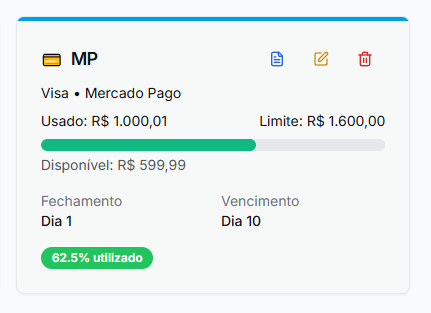 MP
Visa • Mercado Pago
Usado: R$ 1.000,01 Limite: R$ 1.600,00
Disponível: R$ 599,99
Fechamento Vencimento
Dia 1 Dia 10
62.5% utilizado